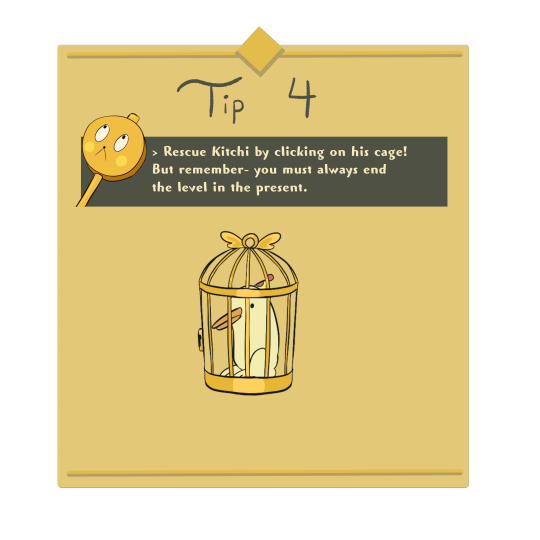 Tip 4
> Rescue Kitchi by clicking on his cage!
But remember- you must always end
the level in the present.